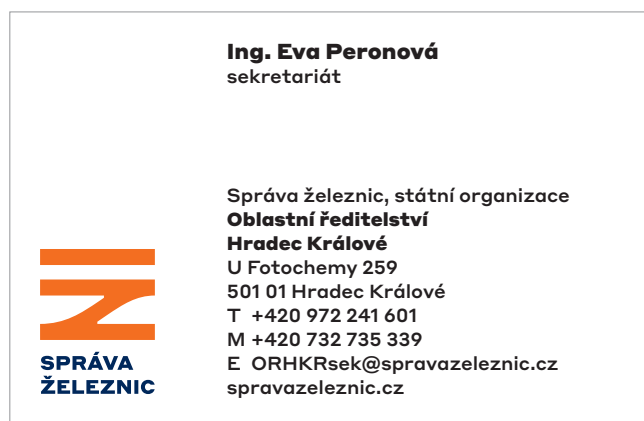 Ing. Eva Peronová
sekretariát
Správa železnic, státní organizace
Oblastní ředitelství
Hradec Králové
U Fotochemy 259
501 01 Hradec Králové
T +420 972 241 601
M +420 732 735 339
E ORHKRsek@spravazeleznic.cz
spravazeleznic.cz
SPRÁVA
ŽELEZNIC